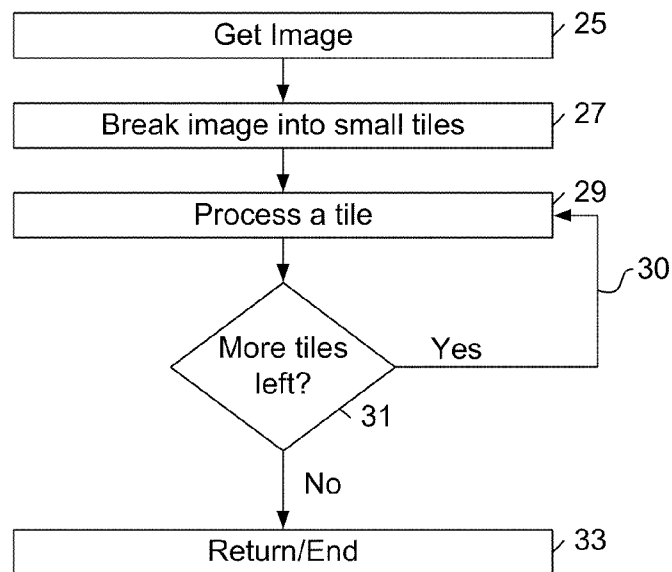 Get Image
25
Break image into small tiles
27
Process a tile
29
30
More tiles
left?
Yes
31
No
Return/End
33